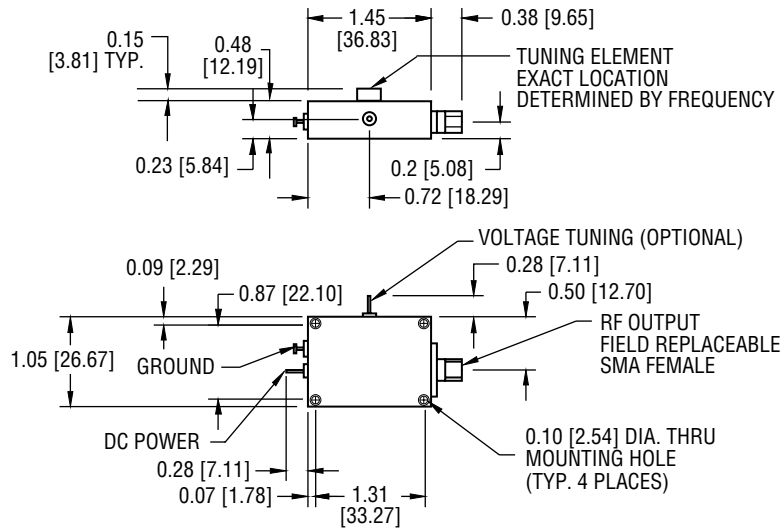 1.45
[36.83]
0.38 [9.65]
0.15
[3.81] TYP.
0.48
[12.19]
TUNING ELEMENT
EXACT LOCATION
DETERMINED BY FREQUENCY
0.23 [5.84]
0.2 [5.08]
0.72 [18.29]
VOLTAGE TUNING (OPTIONAL)
0.09 [2.29]
0.28 [7.11]
0.87 [22.10]
0.50 [12.70]
1.05 [26.67]
GROUND
RF OUTPUT
FIELD REPLACEABLE
SMA FEMALE
DC POWER
0.28 [7.11]
0.07 [1.78]
1.31
[33.27]
0.10 [2.54] DIA. THRU
MOUNTING HOLE
(TYP. 4 PLACES)